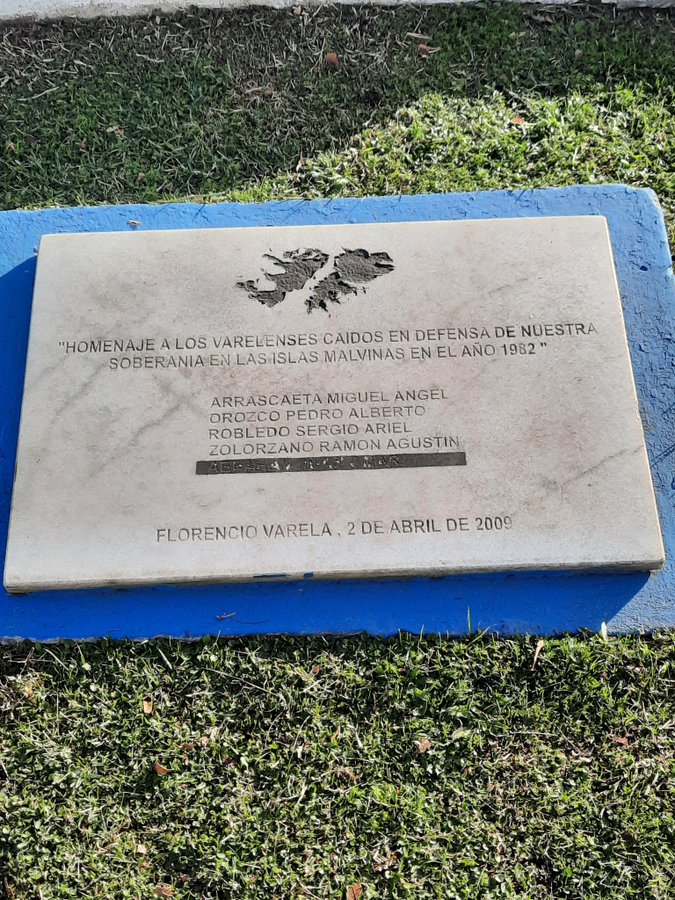 "HOMENAJE A LOS VARELENSES CAIDOS EN DEFENSA DE NUESTRA
SOBERANIA EN LAS ISLAS MALVINAS EN EL AÑO 1982"
ARRASCAETA MIGUEL ANGEL
OROZCO PEDRO ALBERTO
ROBLEDO SERGIO ARIEL
ZOLORZANO RAMON AGUSTIN
OMAR
FLORENCIO VARELA, 2 DE ABRIL DE 2009